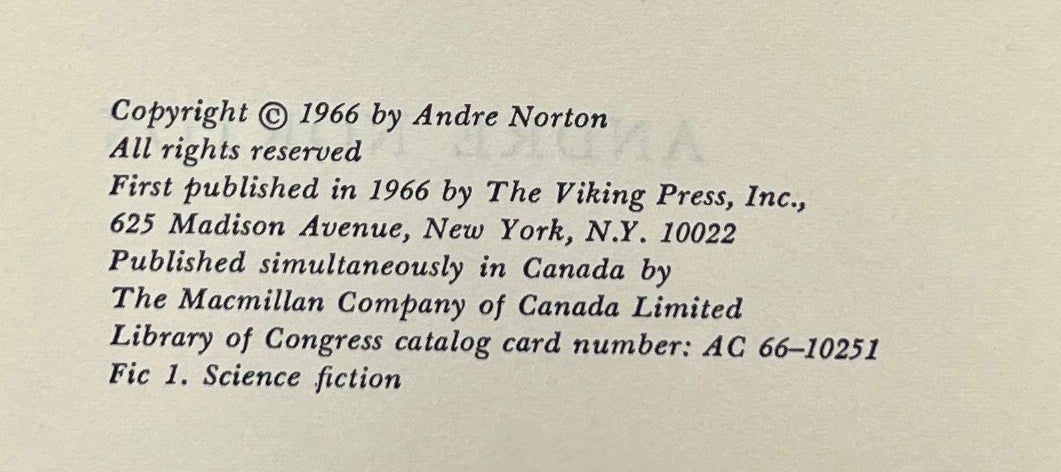 Copyright © 1966 by Andre Norton
All rights reserved
First published in 1966 by The Viking Press, Inc.,
625 Madison Avenue, New York, N.Y. 10022
Published simultaneously in Canada by
The Macmillan Company of Canada Limited
Library of Congress catalog card number: AC 66–10251
Fic 1. Science fiction